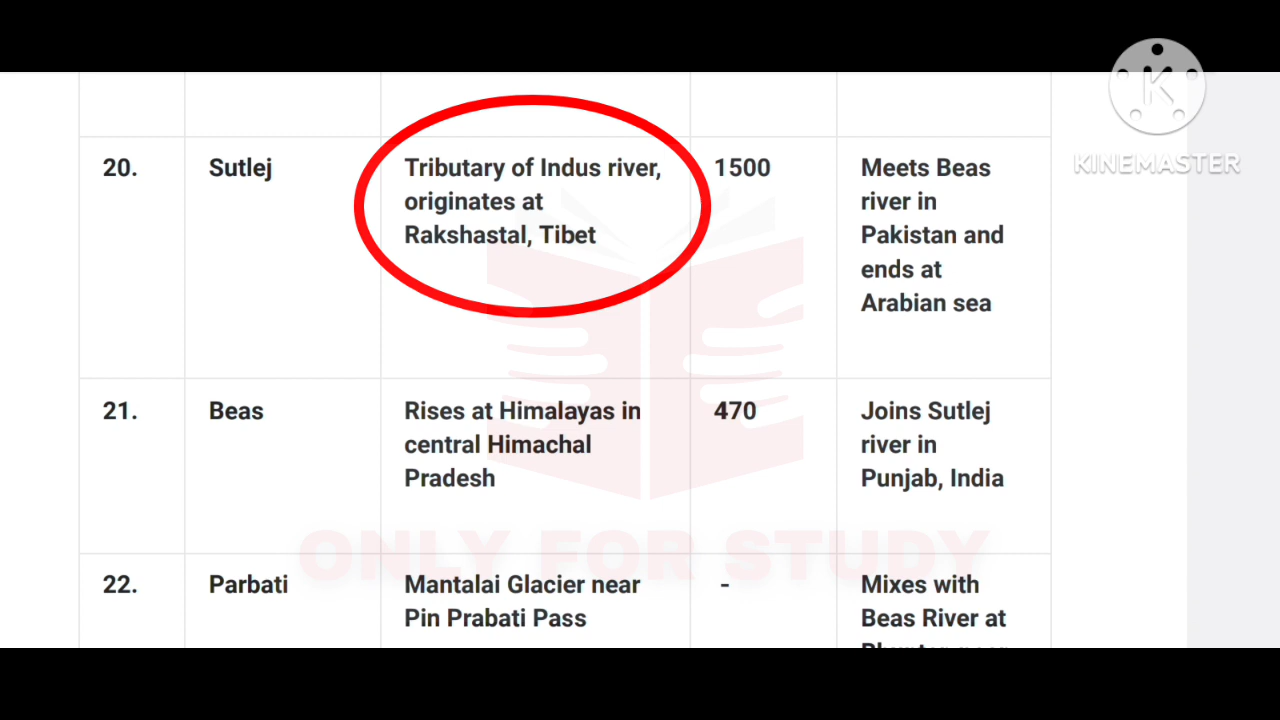 KINEMASTER
20.
Sutlej
Tributary of Indus river,
originates at
Rakshastal, Tibet
1500
Meets Beas
river in
Pakistan and
ends at
Arabian sea
21.
Beas
Rises at Himalayas in
central Himachal
Pradesh
470
Joins Sutlej
river in
Punjab, India
ONLY FOR STUDY
22.
Parbati
Mantalai Glacier near
Pin Prabati Pass
-
Mixes with
Beas River at